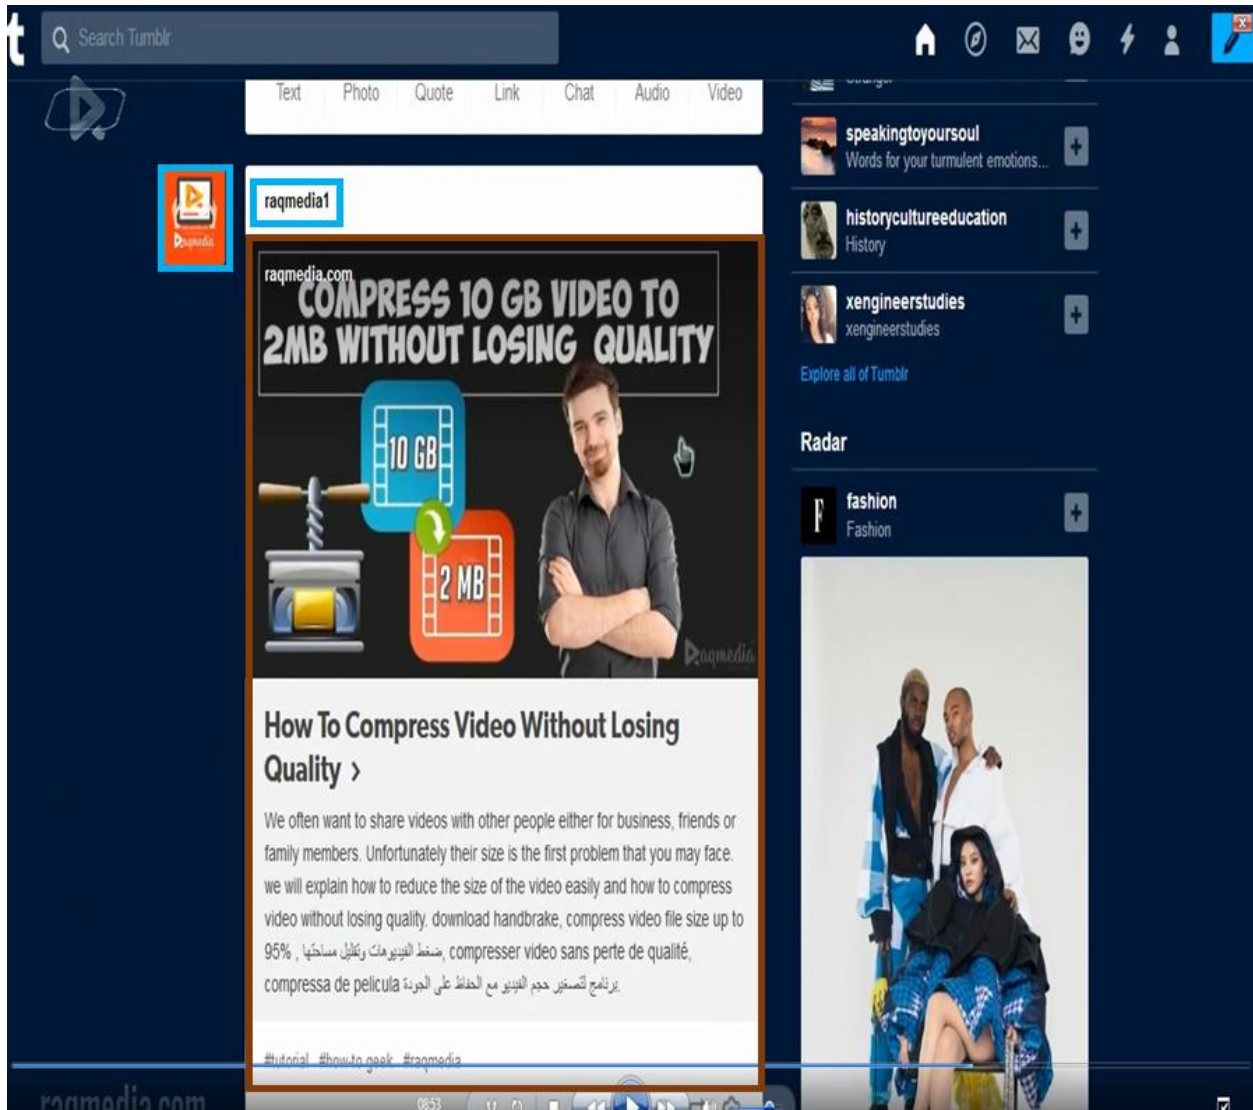 t Search Tumblr
Text Photo Quote Link Chat Audio Video
raqmedia1
Raqmedia
raqmedia.com
COMPRESS 10 GB VIDEO TO
2MB WITHOUT LOSING QUALITY
10 GB
2 MB
Raqmedia
How To Compress Video Without Losing
Quality ›
We often want to share videos with other people either for business, friends or
family members. Unfortunately their size is the first problem that you may face.
we will explain how to reduce the size of the video easily and how to compress
video without losing quality. download handbrake, compress video file size up to
95% , ضغط الفيديوهات وتقليل مساحتها, compresser video sans perte de qualité,
compressa de pelicula برنامج لتصغير حجم الفيديو مع الحفاظ على الجودة.
#tutorial #how-to geek #raqmedia
speakingtoyoursoul
Words for your turmulent emotions...
historycultureeducation
History
xengineerstudies
xengineerstudies
Explore all of Tumblr
Radar
F
fashion
Fashion
raqmedia.com
08:53